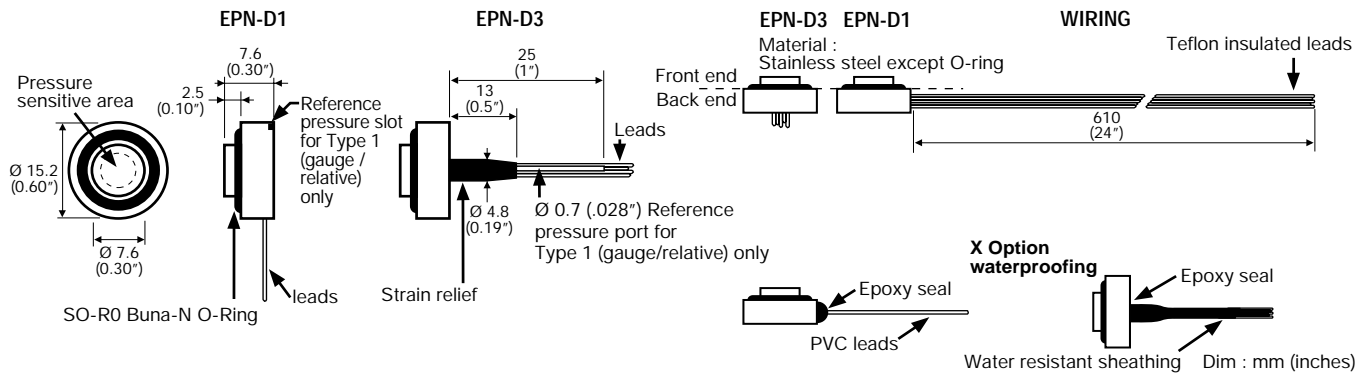 EPN-D1
7.6
(0.30")
Pressure
sensitive area
2.5
(0.10")
Reference
pressure slot
for Type 1
(gauge /
relative)
only
Ø 15.2
(0.60")
Ø 7.6
(0.30")
leads
SO-R0 Buna-N O-Ring
EPN-D3
25
(1")
13
(0.5")
Leads
Ø 4.8
(0.19")
Ø 0.7 (.028") Reference
pressure port for
Type 1 (gauge/relative) only
Strain relief
EPN-D3 EPN-D1
WIRING
Material :
Stainless steel except O-ring
Teflon insulated leads
Front end
Back end
610
(24")
X Option
waterproofing
Epoxy seal
PVC leads
Epoxy seal
Water resistant sheathing
Dim : mm (inches)